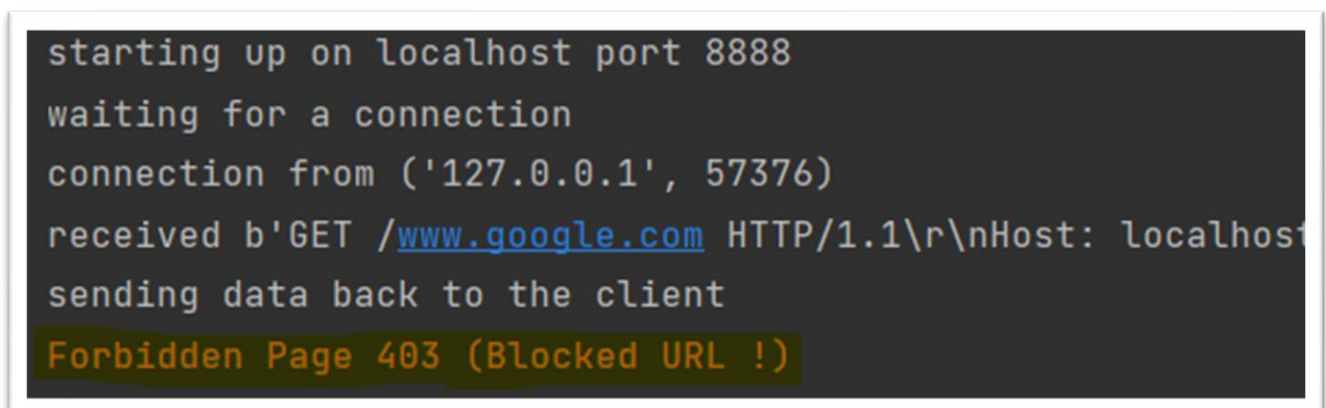 starting up on localhost port 8888
waiting for a connection
connection from ('127.0.0.1', 57376)
received b'GET /www.google.com HTTP/1.1\r\nHost: localhost
sending data back to the client
Forbidden Page 403 (Blocked URL !)